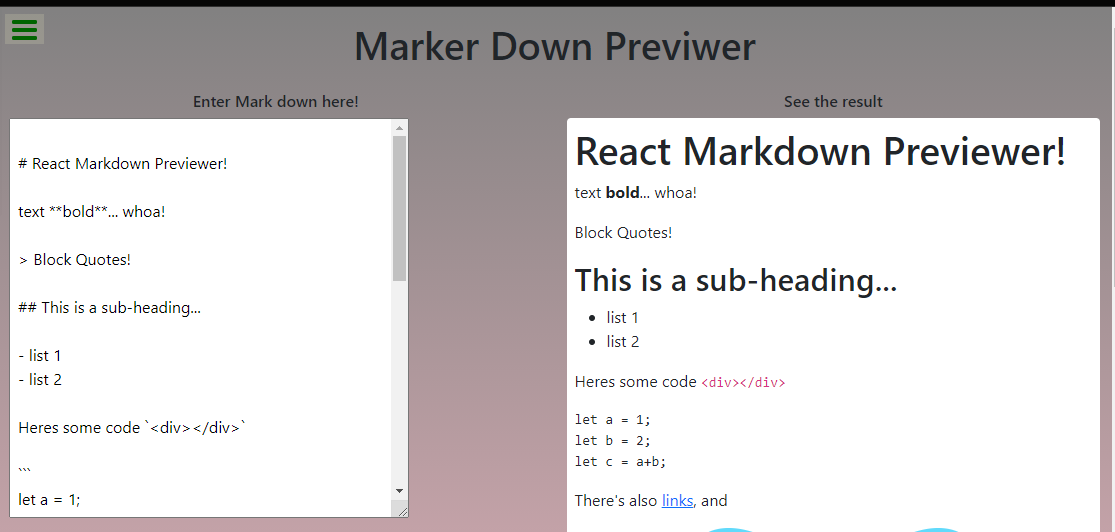 Marker Down Previwer
Enter Mark down here!
# React Markdown Previewer!
text **bold**... whoa!
> Block Quotes!
## This is a sub-heading...
- list 1
- list 2
Heres some code `<div></div>`
```
let a = 1;
See the result
React Markdown Previewer!
text bold... whoa!
Block Quotes!
This is a sub-heading...
• list 1
• list 2
Heres some code <div></div>
let a = 1;
let b = 2;
let c = a+b;
There's also links, and